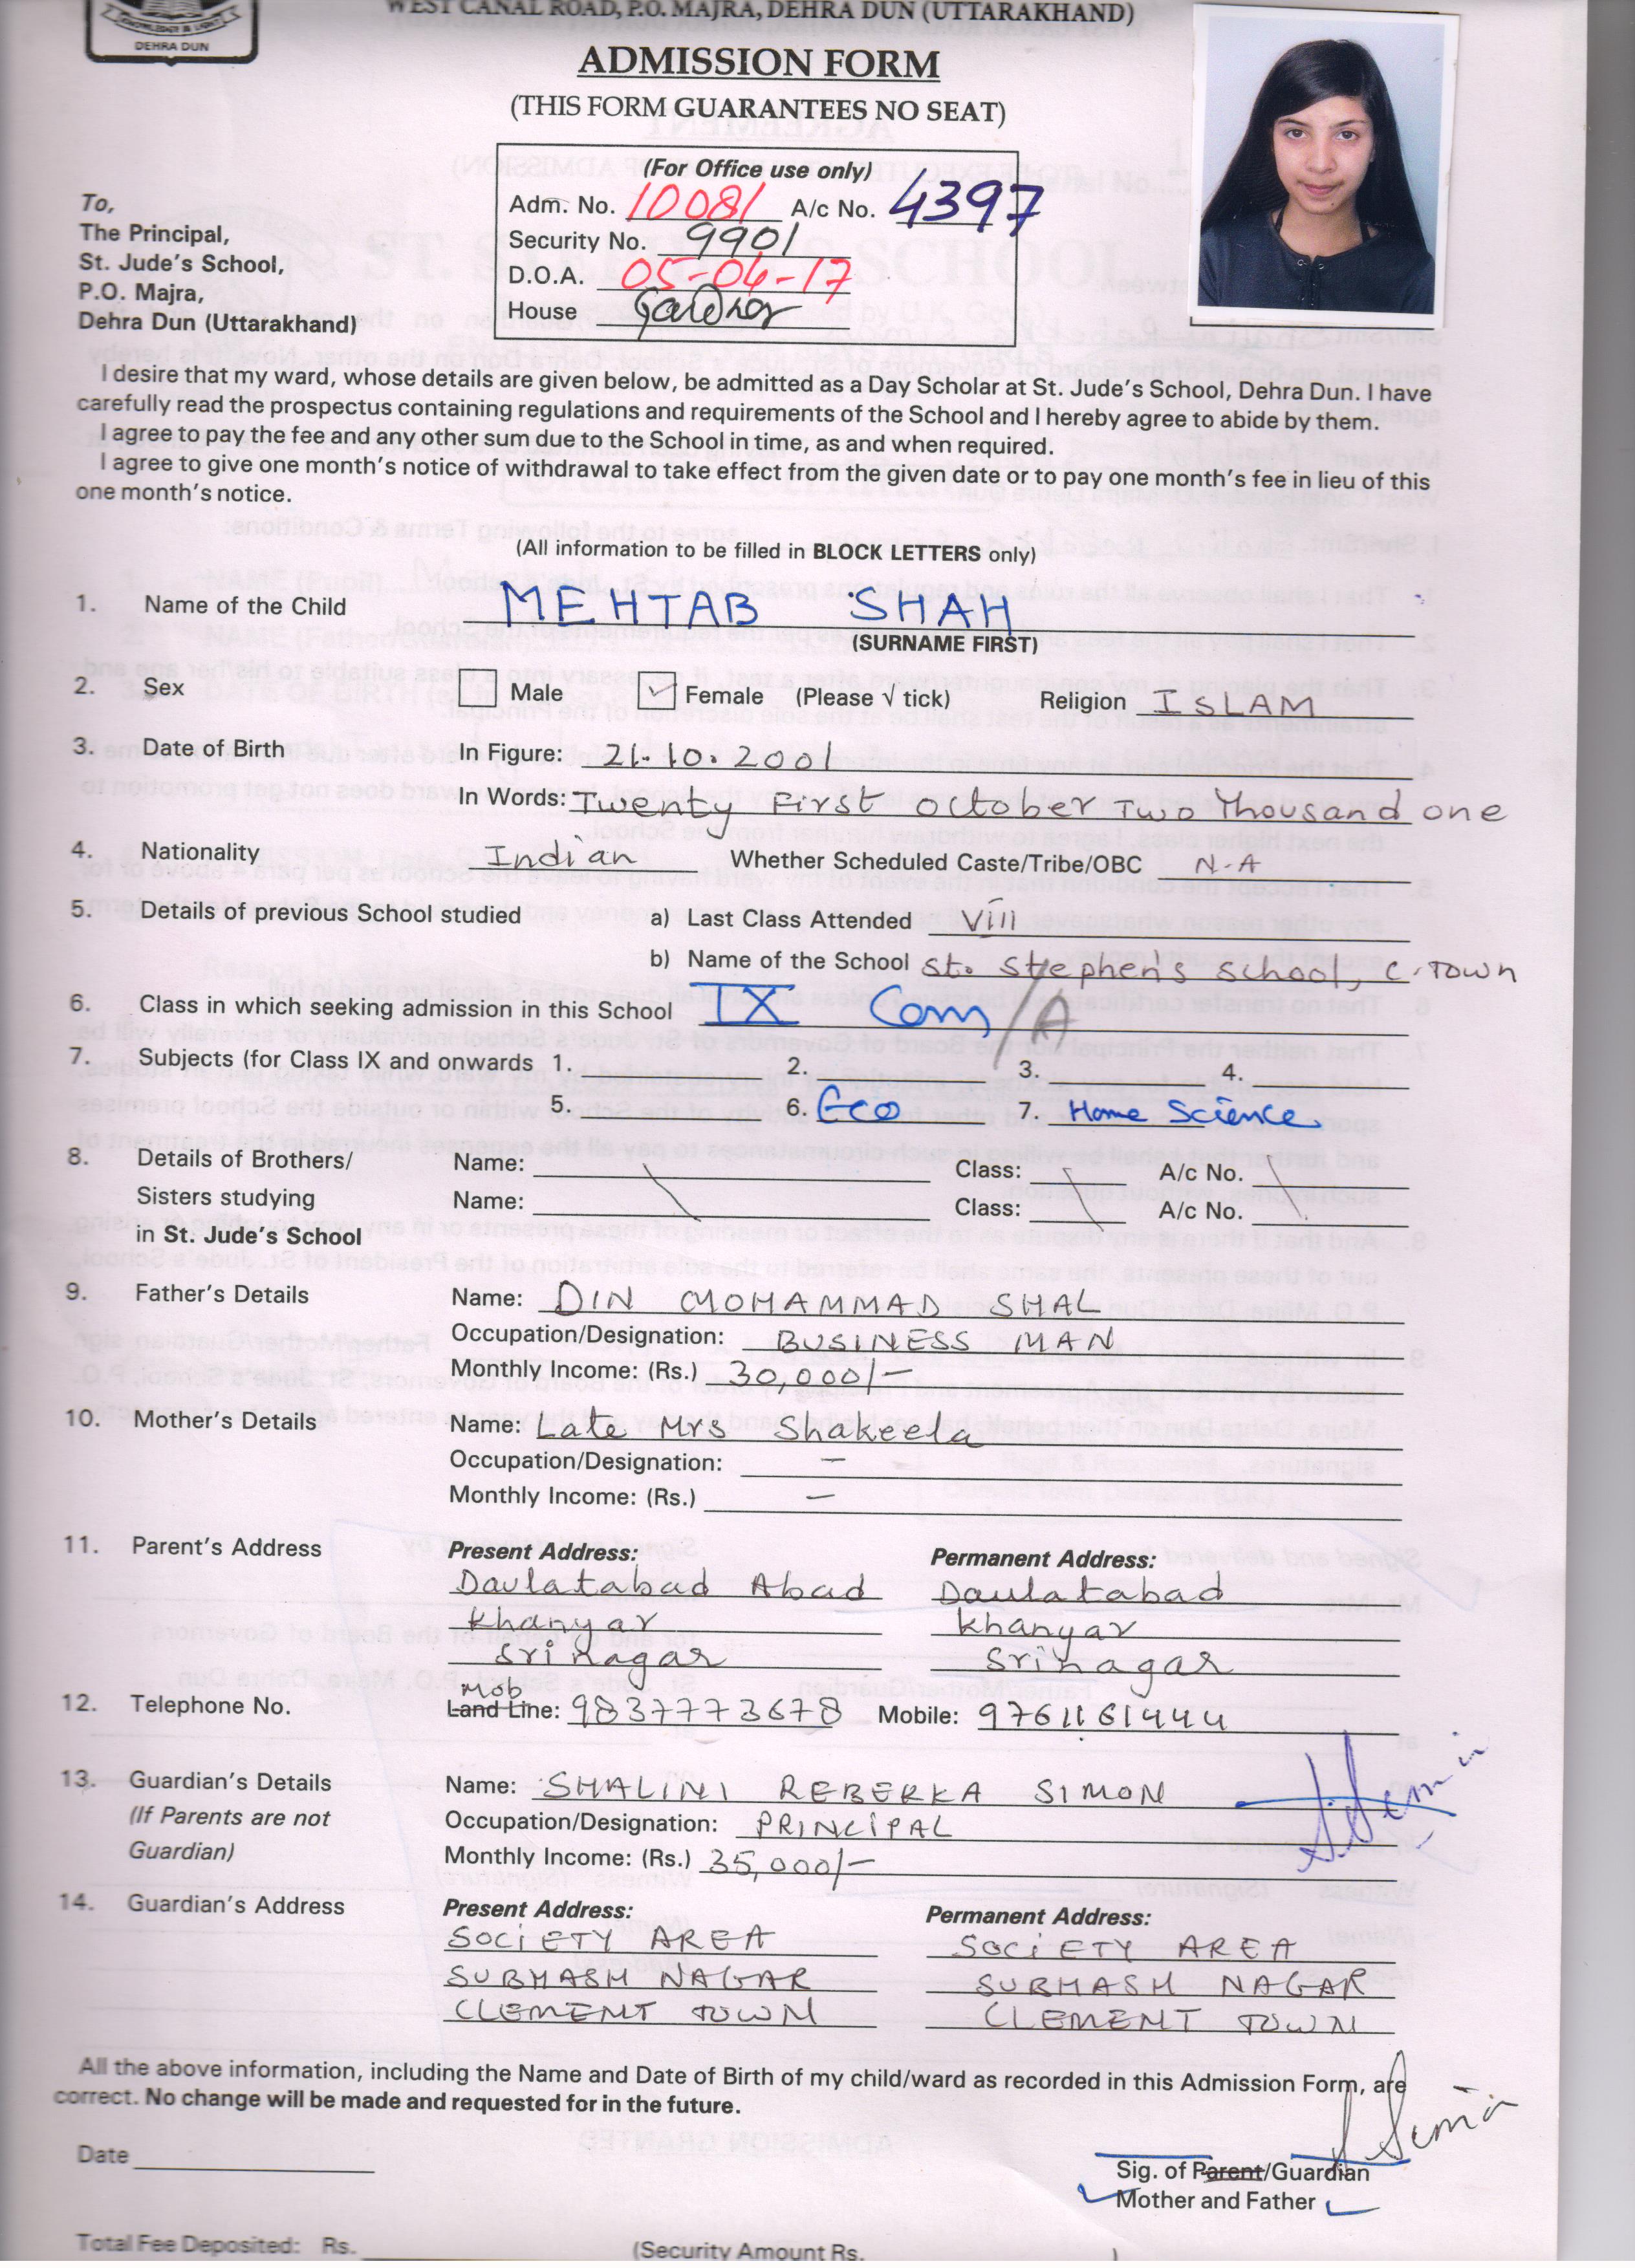 WEST CANAL ROAD, P.O. MAJRA, DEHRA DUN (UTTARAKHAND)
DEHRA DUN
ADMISSION FORM
(THIS FORM GUARANTEES NO SEAT)
(For Office use only)
Adm. No. 10081 A/c No. 4397
Security No. 9901
D.O.A. 05-04-17
House Gardner
To,
The Principal,
St. Jude's School,
P.O. Majra,
Dehra Dun (Uttarakhand)
I desire that my ward, whose details are given below, be admitted as a Day Scholar at St. Jude's School, Dehra Dun. I have
carefully read the prospectus containing regulations and requirements of the School and I hereby agree to abide by them.
I agree to pay the fee and any other sum due to the School in time, as and when required.
I agree to give one month's notice of withdrawal to take effect from the given date or to pay one month's fee in lieu of this
one month's notice.
(All information to be filled in BLOCK LETTERS only)
1. Name of the Child MEHTAB SHAH
(SURNAME FIRST)
2. Sex Male Female (Please √ tick) Religion ISLAM
3. Date of Birth In Figure: 21.10.2001
In Words: Twenty First October Two Thousand one
4. Nationality Indian Whether Scheduled Caste/Tribe/OBC N-A
5. Details of previous School studied a) Last Class Attended VIII
b) Name of the School St. Stephen's School, C. Town
6. Class in which seeking admission in this School IX Com/A
7. Subjects (for Class IX and onwards 1. 2. 3. 4.
5. 6. Eco 7. Home Science
8. Details of Brothers/ Name: Class: A/c No.
Sisters studying Name: Class: A/c No.
in St. Jude's School
9. Father's Details Name: DIN MOHAMMAD SHAL
Occupation/Designation: BUSINESS MAN
Monthly Income: (Rs.) 30,000/-
10. Mother's Details Name: Late Mrs Shakeela
Occupation/Designation: -
Monthly Income: (Rs.) -
11. Parent's Address Present Address: Permanent Address:
Daulatabad Abad Daulatabad
Khanyar Khanyar
Srinagar Srinagar
Mob
12. Telephone No. Land Line: 9837773678 Mobile: 9761161444
13. Guardian's Details Name: SHALINI REBEKKA SIMON
(If Parents are not Occupation/Designation: PRINCIPAL
Guardian) Monthly Income: (Rs.) 35,000/-
14. Guardian's Address Present Address: Permanent Address:
SOCIETY AREA SOCIETY AREA
SUBHASH NAGAR SUBHASH NAGAR
CLEMENT TOWN CLEMENT TOWN
All the above information, including the Name and Date of Birth of my child/ward as recorded in this Admission Form, are
correct. No change will be made and requested for in the future.
Date
Sig. of Parent/Guardian
Mother and Father
Total Fee Deposited: Rs. (Security Amount Rs. )